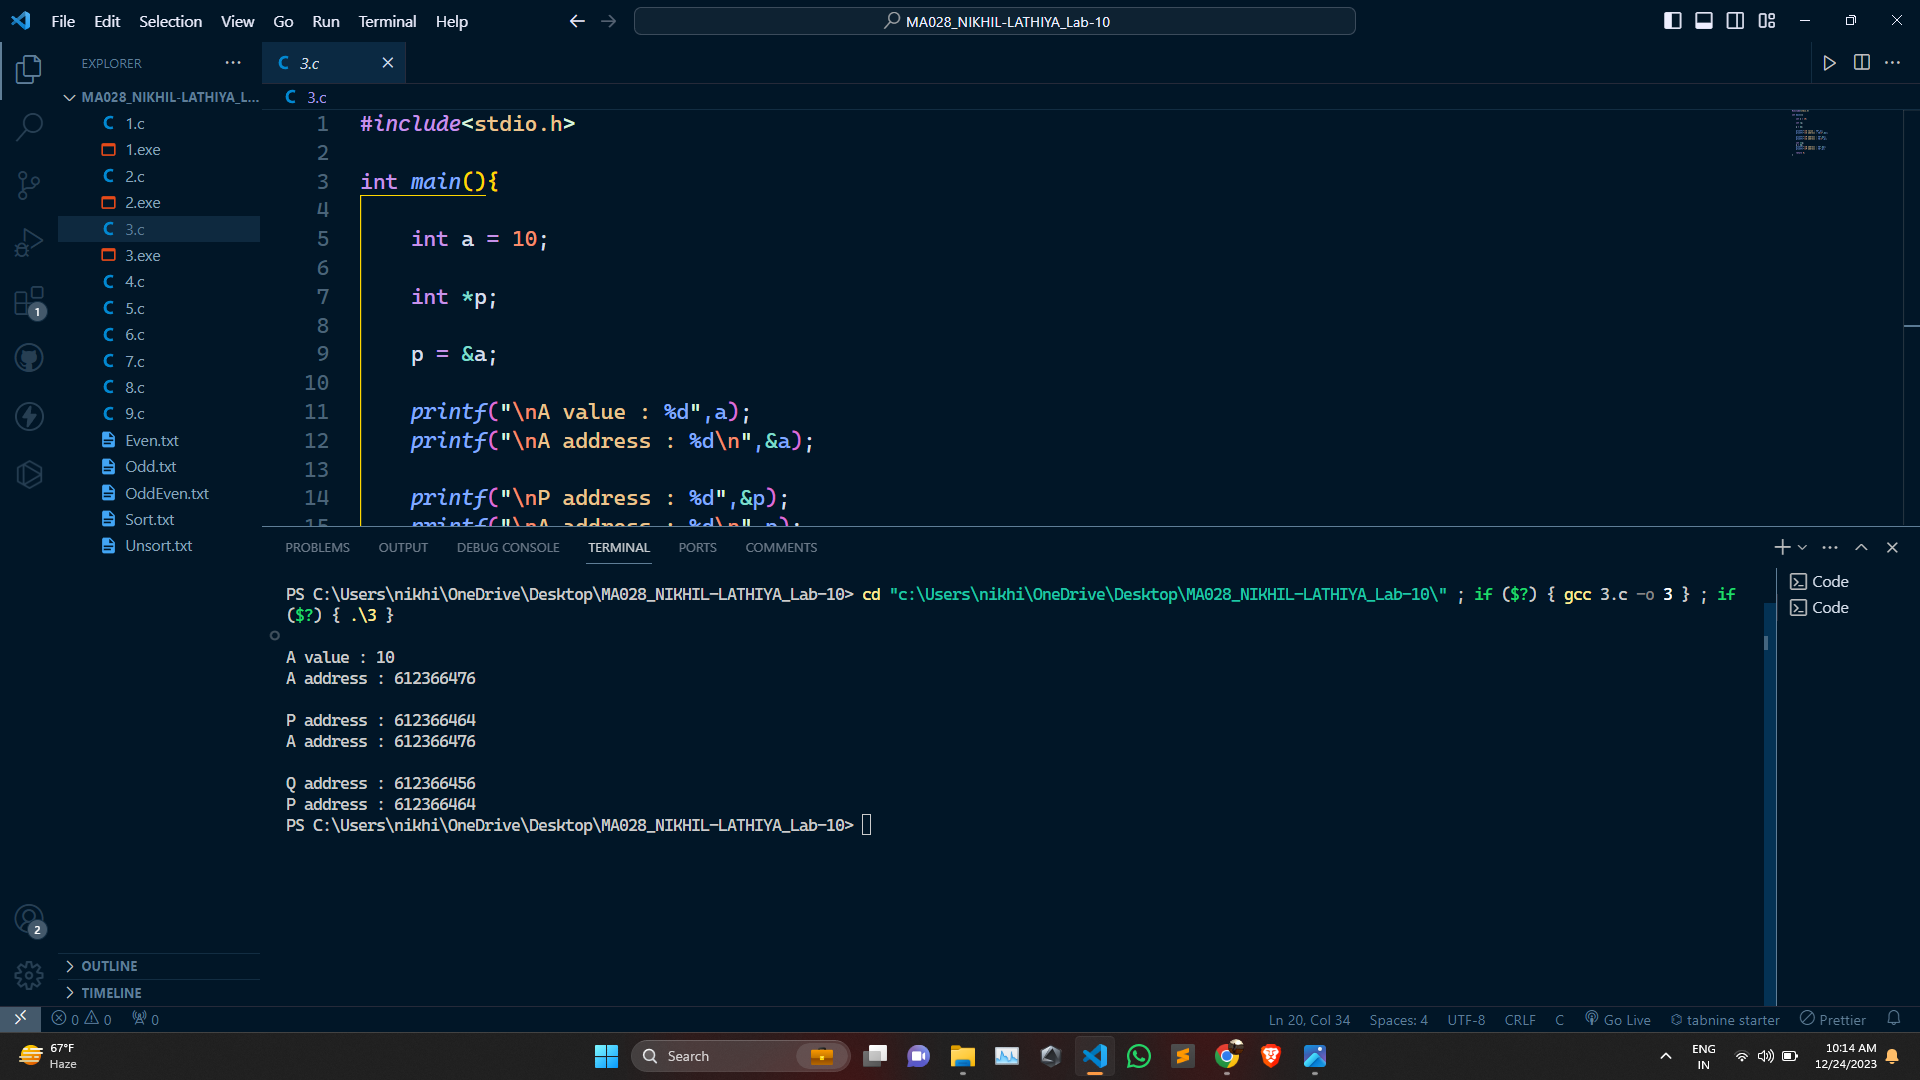 File Edit Selection View Go Run Terminal Help
MA028_NIKHIL-LATHIYA_Lab-10
EXPLORER
3.c
MA028_NIKHIL-LATHIYA_L...
1.c
1.exe
2.c
2.exe
3.c
3.exe
4.c
5.c
6.c
7.c
8.c
9.c
Even.txt
Odd.txt
OddEven.txt
Sort.txt
Unsort.txt
OUTLINE
TIMELINE
1
2
3.c
1 #include<stdio.h>
2
3 int main(){
4
5 int a = 10;
6
7 int *p;
8
9 p = &a;
10
11 printf("\nA value : %d",a);
12 printf("\nA address : %d\n",&a);
13
14 printf("\nP address : %d",&p);
15 printf("\nA address : %d\n",p);
PROBLEMS OUTPUT DEBUG CONSOLE TERMINAL PORTS COMMENTS
PS C:\Users\nikhi\OneDrive\Desktop\MA028_NIKHIL-LATHIYA_Lab-10> cd "c:\Users\nikhi\OneDrive\Desktop\MA028_NIKHIL-LATHIYA_Lab-10\" ; if ($?) { gcc 3.c -o 3 } ; if
($?) { .\3 }
A value : 10
A address : 612366476
P address : 612366464
A address : 612366476
Q address : 612366456
P address : 612366464
PS C:\Users\nikhi\OneDrive\Desktop\MA028_NIKHIL-LATHIYA_Lab-10>
Code
Code
0 0 0
Ln 20, Col 34 Spaces: 4 UTF-8 CRLF C Go Live tabnine starter Prettier
67°F
Haze
Search
ENG
IN
10:14 AM
12/24/2023